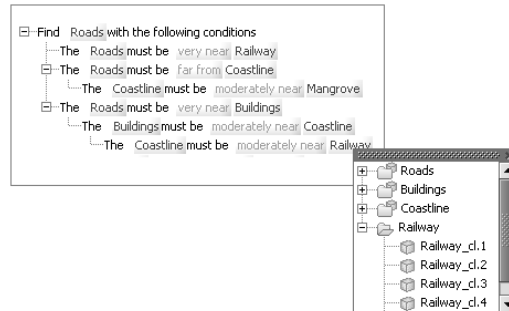 Find Roads with the following conditions
The Roads must be very near Railway
The Roads must be far from Coastline
The Coastline must be moderately near Mangrove
The Roads must be very near Buildings
The Buildings must be moderately near Coastline
The Coastline must be moderately near Railway
Roads
Buildings
Coastline
Railway
Railway_cl.1
Railway_cl.2
Railway_cl.3
Railway_cl.4